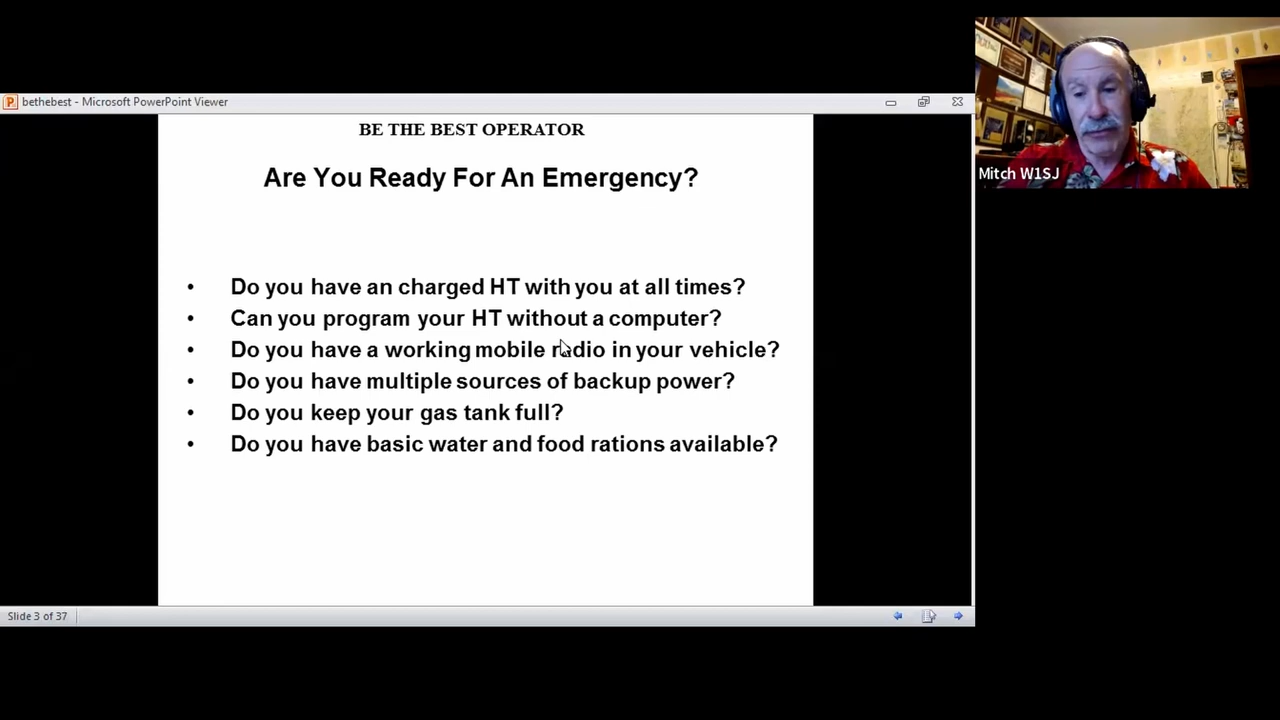 bethebest - Microsoft PowerPoint Viewer
BE THE BEST OPERATOR
Are You Ready For An Emergency?
• Do you have an charged HT with you at all times?
• Can you program your HT without a computer?
• Do you have a working mobile radio in your vehicle?
• Do you have multiple sources of backup power?
• Do you keep your gas tank full?
• Do you have basic water and food rations available?
Slide 3 of 37
Mitch W1SJ